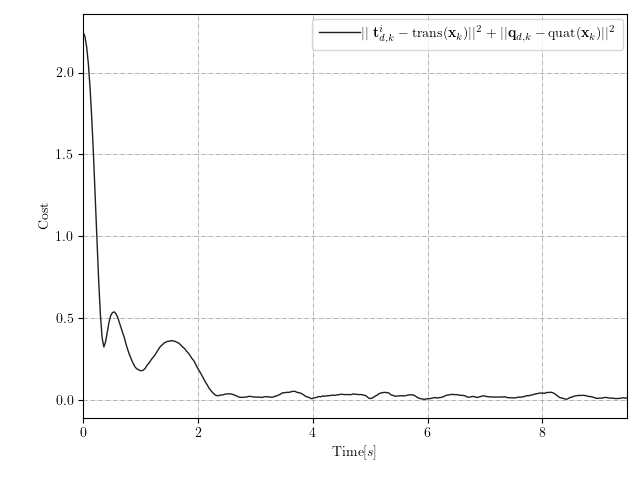 || t^i_{d,k} − trans(x_k)||^2 + ||q_{d,k} − quat(x_k)||^2
2.0
1.5
1.0
0.5
0.0
Cost
0 2 4 6 8
Time[s]